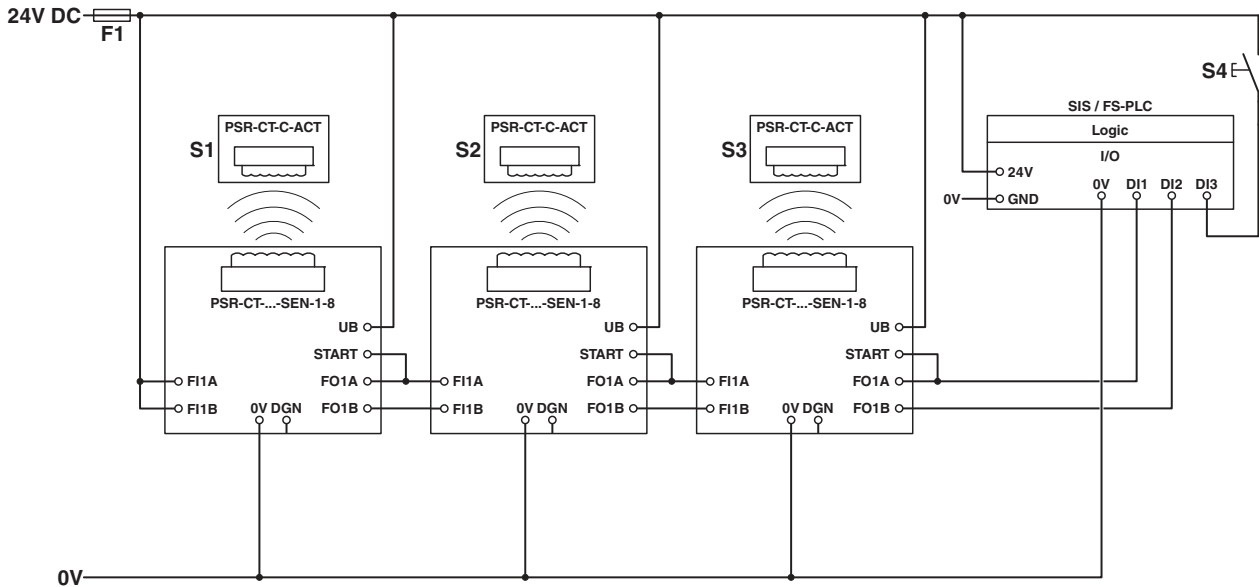 24V DC
F1
S4
SIS / FS-PLC
Logic
I/O
24V
0V
GND
0V DI1 DI2 DI3
S1
PSR-CT-C-ACT
S2
PSR-CT-C-ACT
S3
PSR-CT-C-ACT
PSR-CT-...-SEN-1-8
UB
START
FI1A
FO1A
FI1B
0V DGN
FO1B
PSR-CT-...-SEN-1-8
UB
START
FI1A
FO1A
FI1B
0V DGN
FO1B
PSR-CT-...-SEN-1-8
UB
START
FI1A
FO1A
FI1B
0V DGN
FO1B
0V